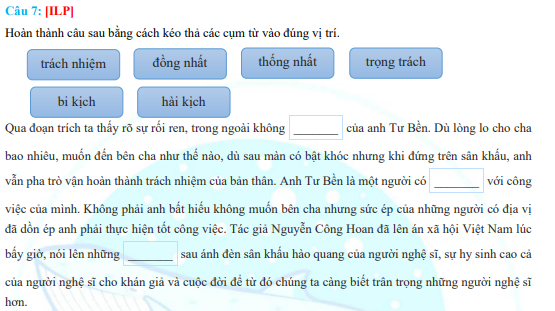 Câu 7: [ILP]
Hoàn thành câu sau bằng cách kéo thả các cụm từ vào đúng vị trí.
trách nhiệm đồng nhất thống nhất trọng trách
bi kịch hài kịch
Qua đoạn trích ta thấy rõ sự rối ren, trong ngoài không ________ của anh Tư Bền. Dù lòng lo cho cha
bao nhiêu, muốn đến bên cha như thế nào, dù sau màn có bật khóc nhưng khi đứng trên sân khấu, anh
vẫn pha trò vận hoàn thành trách nhiệm của bản thân. Anh Tư Bền là một người có ________ với công
việc của mình. Không phải anh bất hiếu không muốn bên cha nhưng sức ép của những người có địa vị
đã dồn ép anh phải thực hiện tốt công việc. Tác giả Nguyễn Công Hoan đã lên án xã hội Việt Nam lúc
bấy giờ, nói lên những ________ sau ánh đèn sân khấu hào quang của người nghệ sĩ, sự hy sinh cao cả
của người nghệ sĩ cho khán giả và cuộc đời để từ đó chúng ta càng biết trân trọng những người nghệ sĩ
hơn.